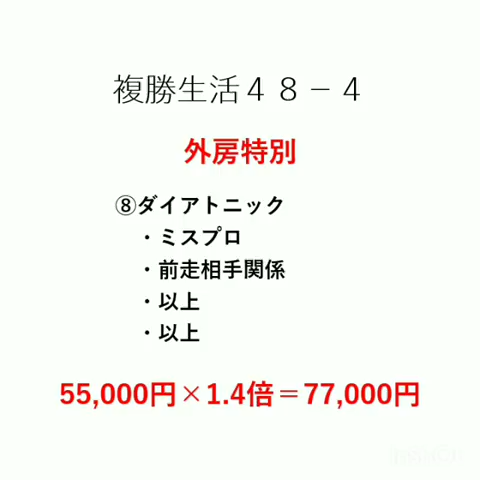 複勝生活４８－４
外房特別
⑧ダイアトニック
・ミスプロ
・前走相手関係
・以上
・以上
55,000円×1.4倍＝77,000円